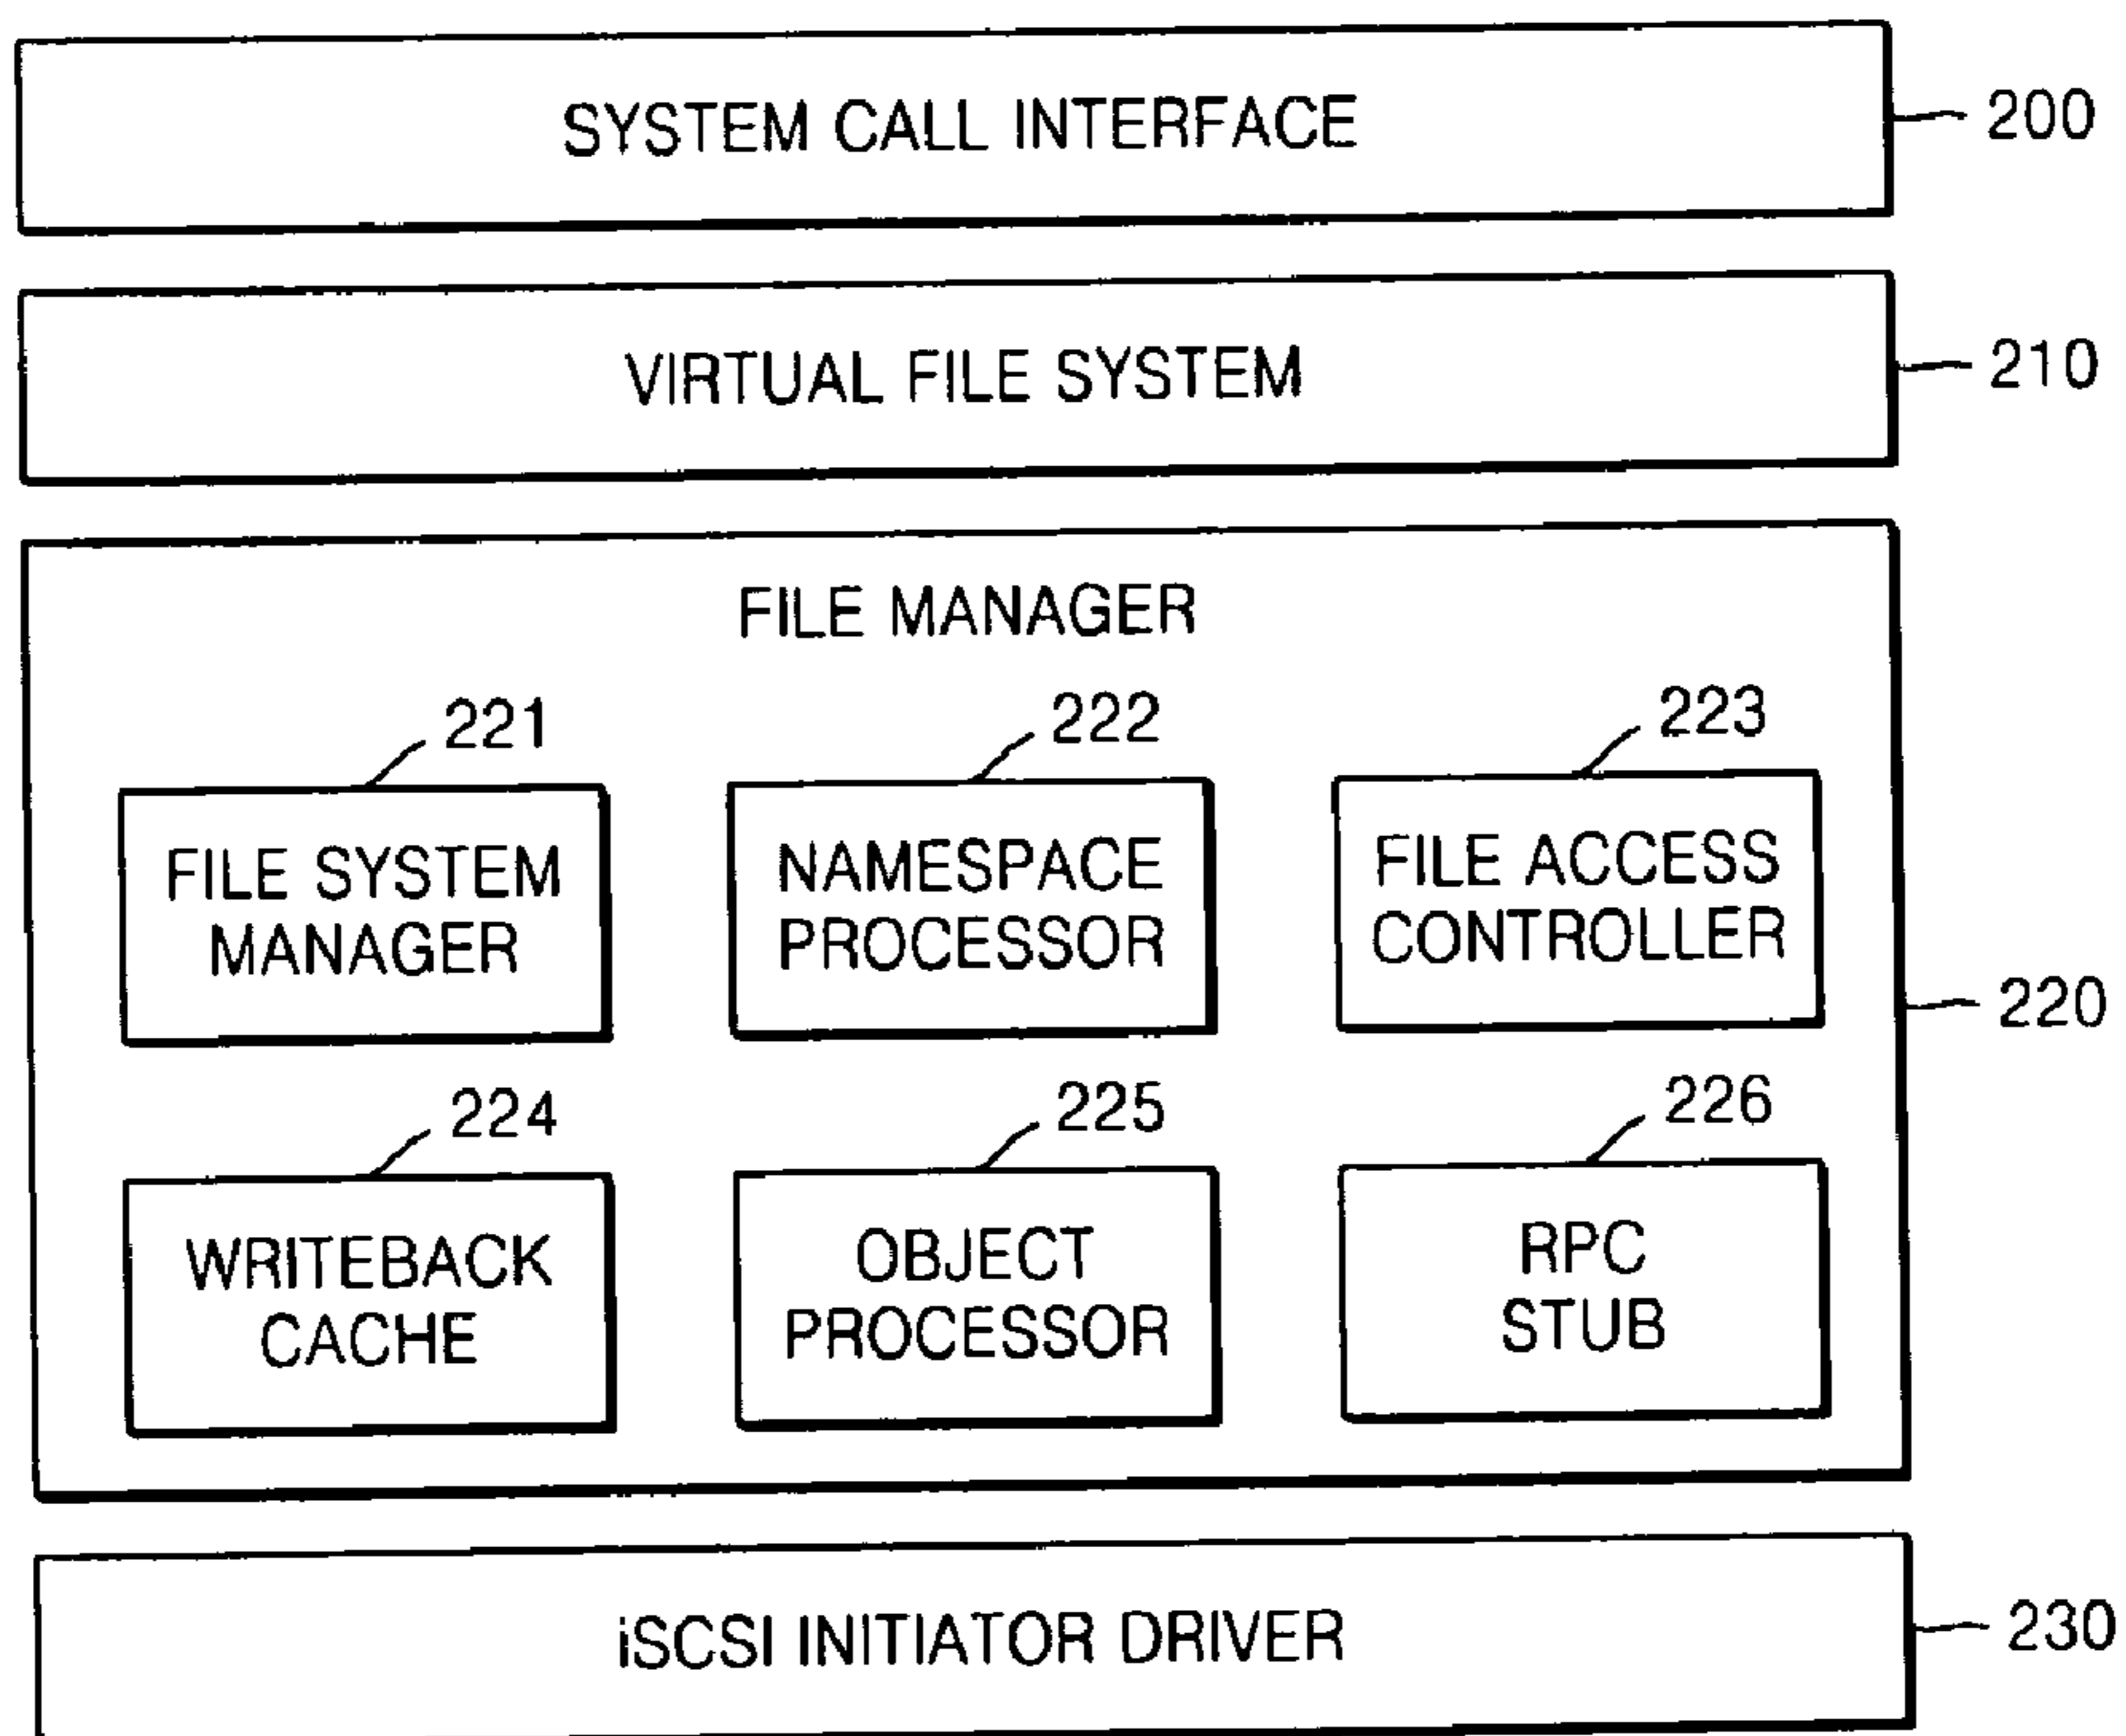 SYSTEM CALL INTERFACE
200
VIRTUAL FILE SYSTEM
210
FILE MANAGER
220
221
222
223
FILE SYSTEM
MANAGER
NAMESPACE
PROCESSOR
FILE ACCESS
CONTROLLER
224
225
226
WRITEBACK
CACHE
OBJECT
PROCESSOR
RPC
STUB
iSCSI INITIATOR DRIVER
230